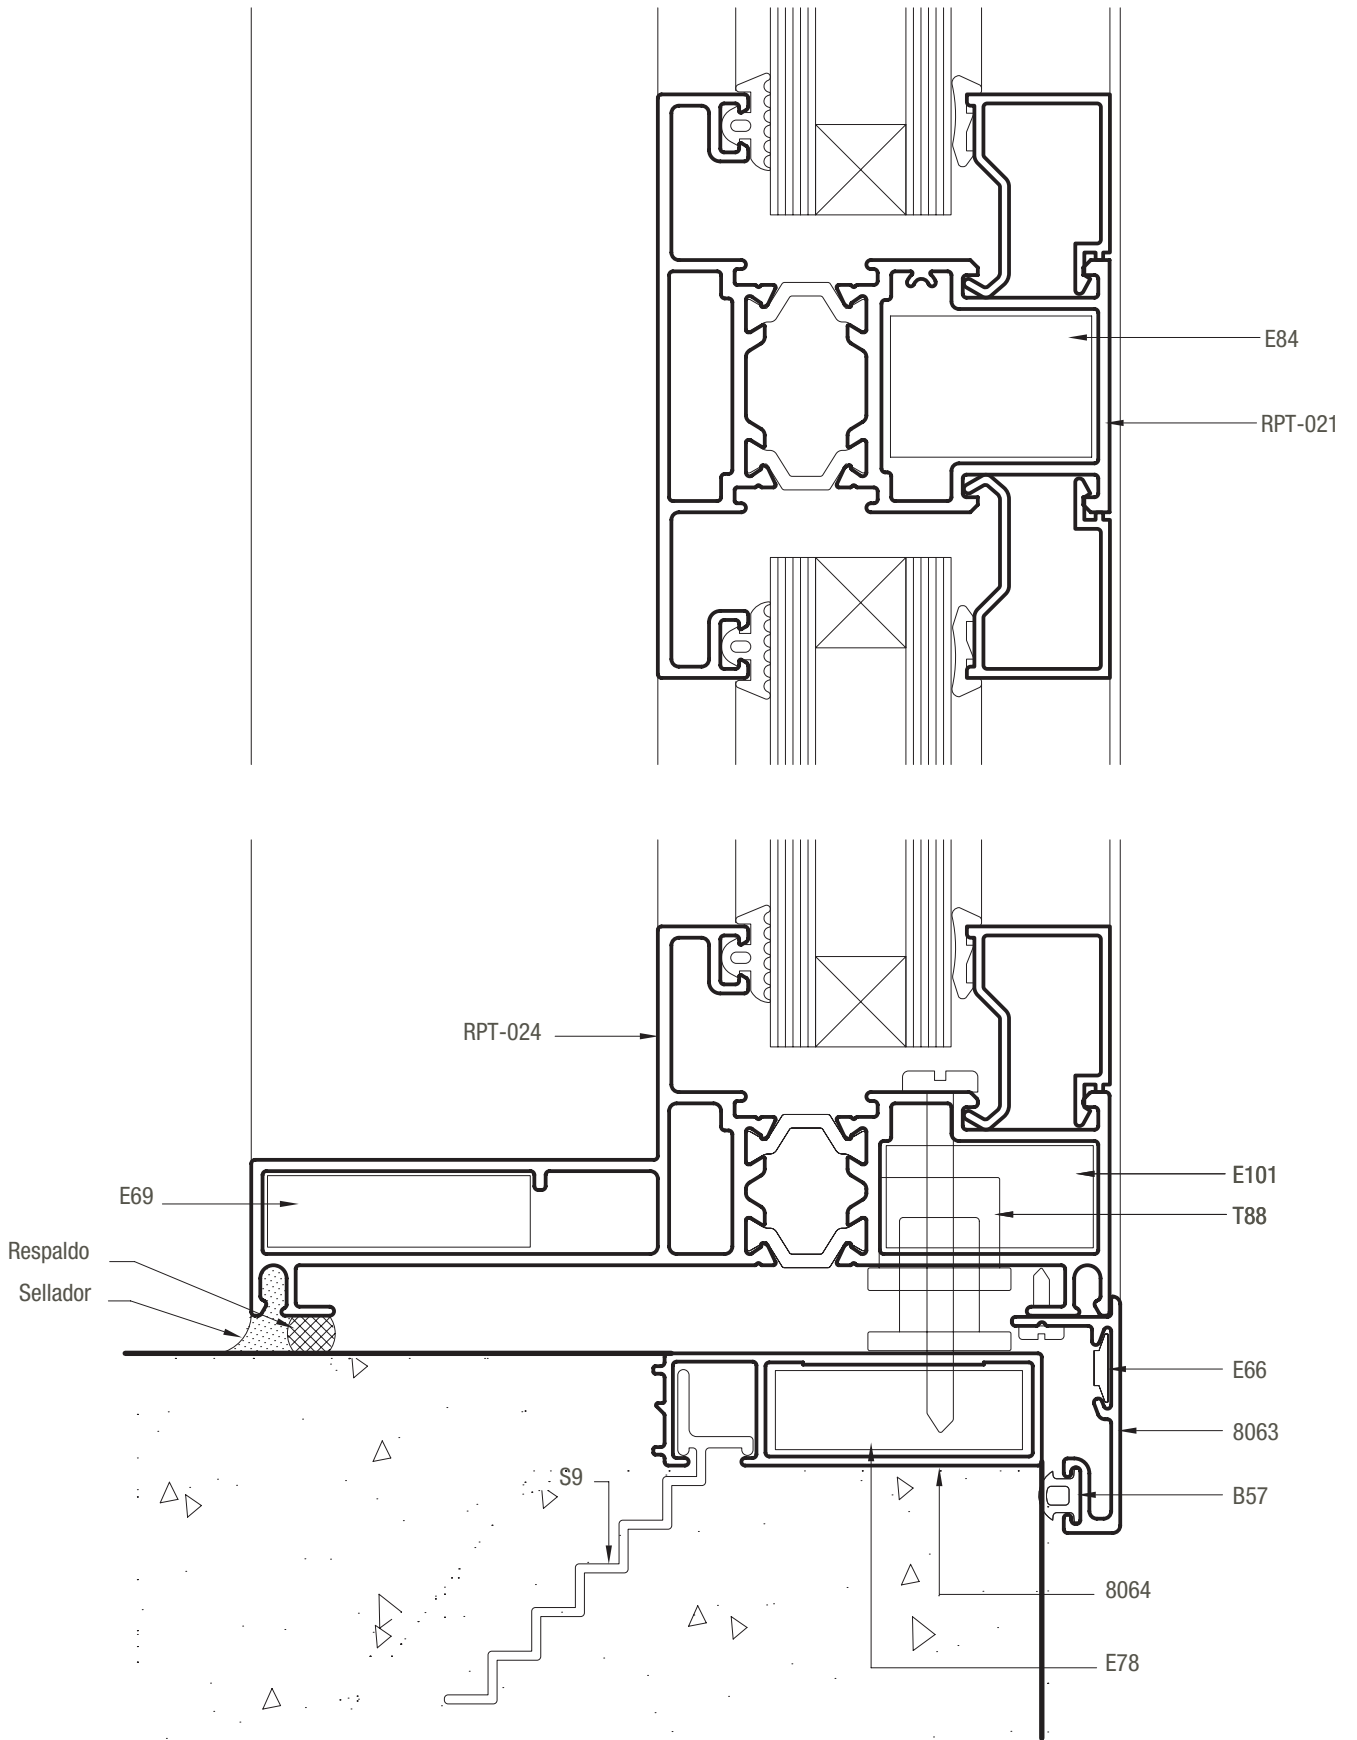 E84
RPT-021
RPT-024
E101
E69
T88
Respaldo
Sellador
E66
8063
S9
B57
8064
E78